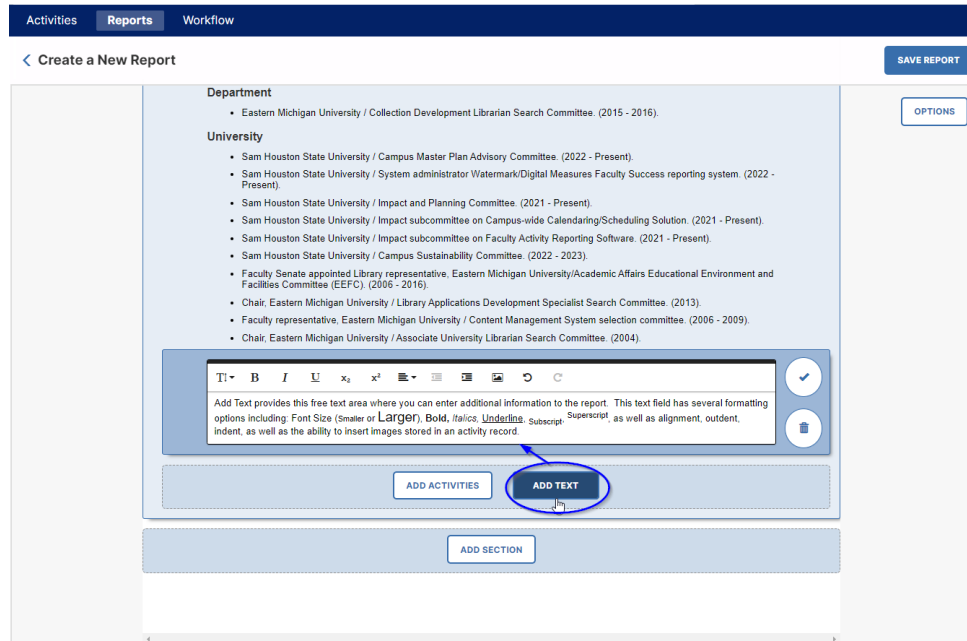 Activities Reports Workflow
Create a New Report
SAVE REPORT
OPTIONS
Department
• Eastern Michigan University / Collection Development Librarian Search Committee. (2015 - 2016).
University
• Sam Houston State University / Campus Master Plan Advisory Committee. (2022 - Present).
• Sam Houston State University / System administrator Watermark/Digital Measures Faculty Success reporting system. (2022 -
Present).
• Sam Houston State University / Impact and Planning Committee. (2021 - Present).
• Sam Houston State University / Impact subcommittee on Campus-wide Calendaring/Scheduling Solution. (2021 - Present).
• Sam Houston State University / Impact subcommittee on Faculty Activity Reporting Software. (2021 - Present).
• Sam Houston State University / Campus Sustainability Committee. (2022 - 2023).
• Faculty Senate appointed Library representative, Eastern Michigan University/Academic Affairs Educational Environment and
Facilities Committee (EEFC). (2006 - 2016).
• Chair, Eastern Michigan University / Library Applications Development Specialist Search Committee. (2013).
• Faculty representative, Eastern Michigan University / Content Management System selection committee. (2006 - 2009).
• Chair, Eastern Michigan University / Associate University Librarian Search Committee. (2004).
B I U x₂ x²
Add Text provides this free text area where you can enter additional information to the report. This text field has several formatting
options including: Font Size (Smaller or Larger), Bold, Italics, Underline, Subscript, Superscript, as well as alignment, outdent,
indent, as well as the ability to insert images stored in an activity record.
ADD ACTIVITIES ADD TEXT
ADD SECTION